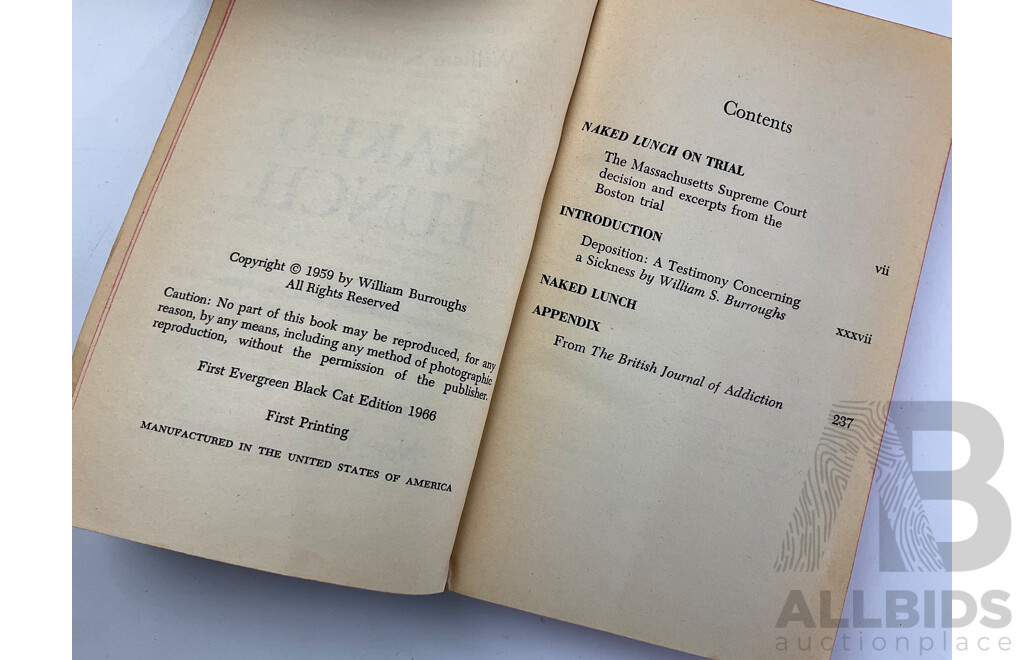 Copyright © 1959 by William Burroughs
All Rights Reserved
Caution: No part of this book may be reproduced, for any
reason, by any means, including any method of photographic
reproduction, without the permission of the publisher.
First Evergreen Black Cat Edition 1966
First Printing
MANUFACTURED IN THE UNITED STATES OF AMERICA
Contents
NAKED LUNCH ON TRIAL
The Massachusetts Supreme Court
decision and excerpts from the
Boston trial
vii
INTRODUCTION
Deposition: A Testimony Concerning
a Sickness by William S. Burroughs
xxxvii
NAKED LUNCH
APPENDIX
From The British Journal of Addiction
237
AB
ALLBIDS
auctionplace